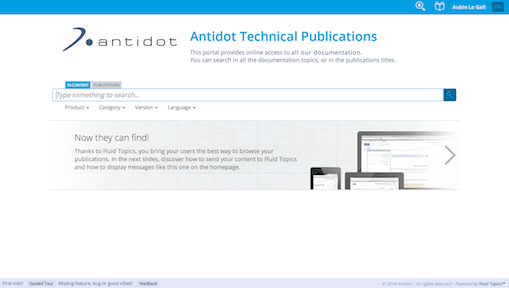 Aubin Le Gall EN
antidot
Antidot Technical Publications
This portal provides online access to all our documentation.
You can search in all the documentation topics, or in the publications titles.
IN CONTENT PUBLICATIONS
Type something to search...
Product Category Version Language
Now they can find!
Thanks to Fluid Topics, you bring your users the best way to browse your
publications. In the next slides, discover how to send your content to Fluid Topics
and how to display messages like this one on the homepage.
First visit? Guided Tour Missing feature, bug or good vibes? Feedback
© 2014 Antidot - All rights reserved - Powered by Fluid Topics™